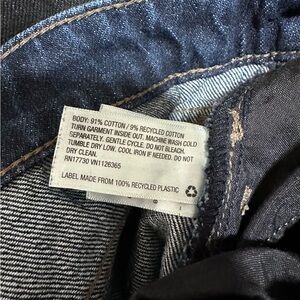 BODY: 91% COTTON / 9% RECYCLED COTTON
TURN GARMENT INSIDE OUT. MACHINE WASH COLD
SEPARATELY. GENTLE CYCLE. DO NOT BLEACH.
TUMBLE DRY LOW. COOL IRON IF NEEDED. DO NOT
DRY CLEAN.
RN17730 VN1126365
LABEL MADE FROM 100% RECYCLED PLASTIC